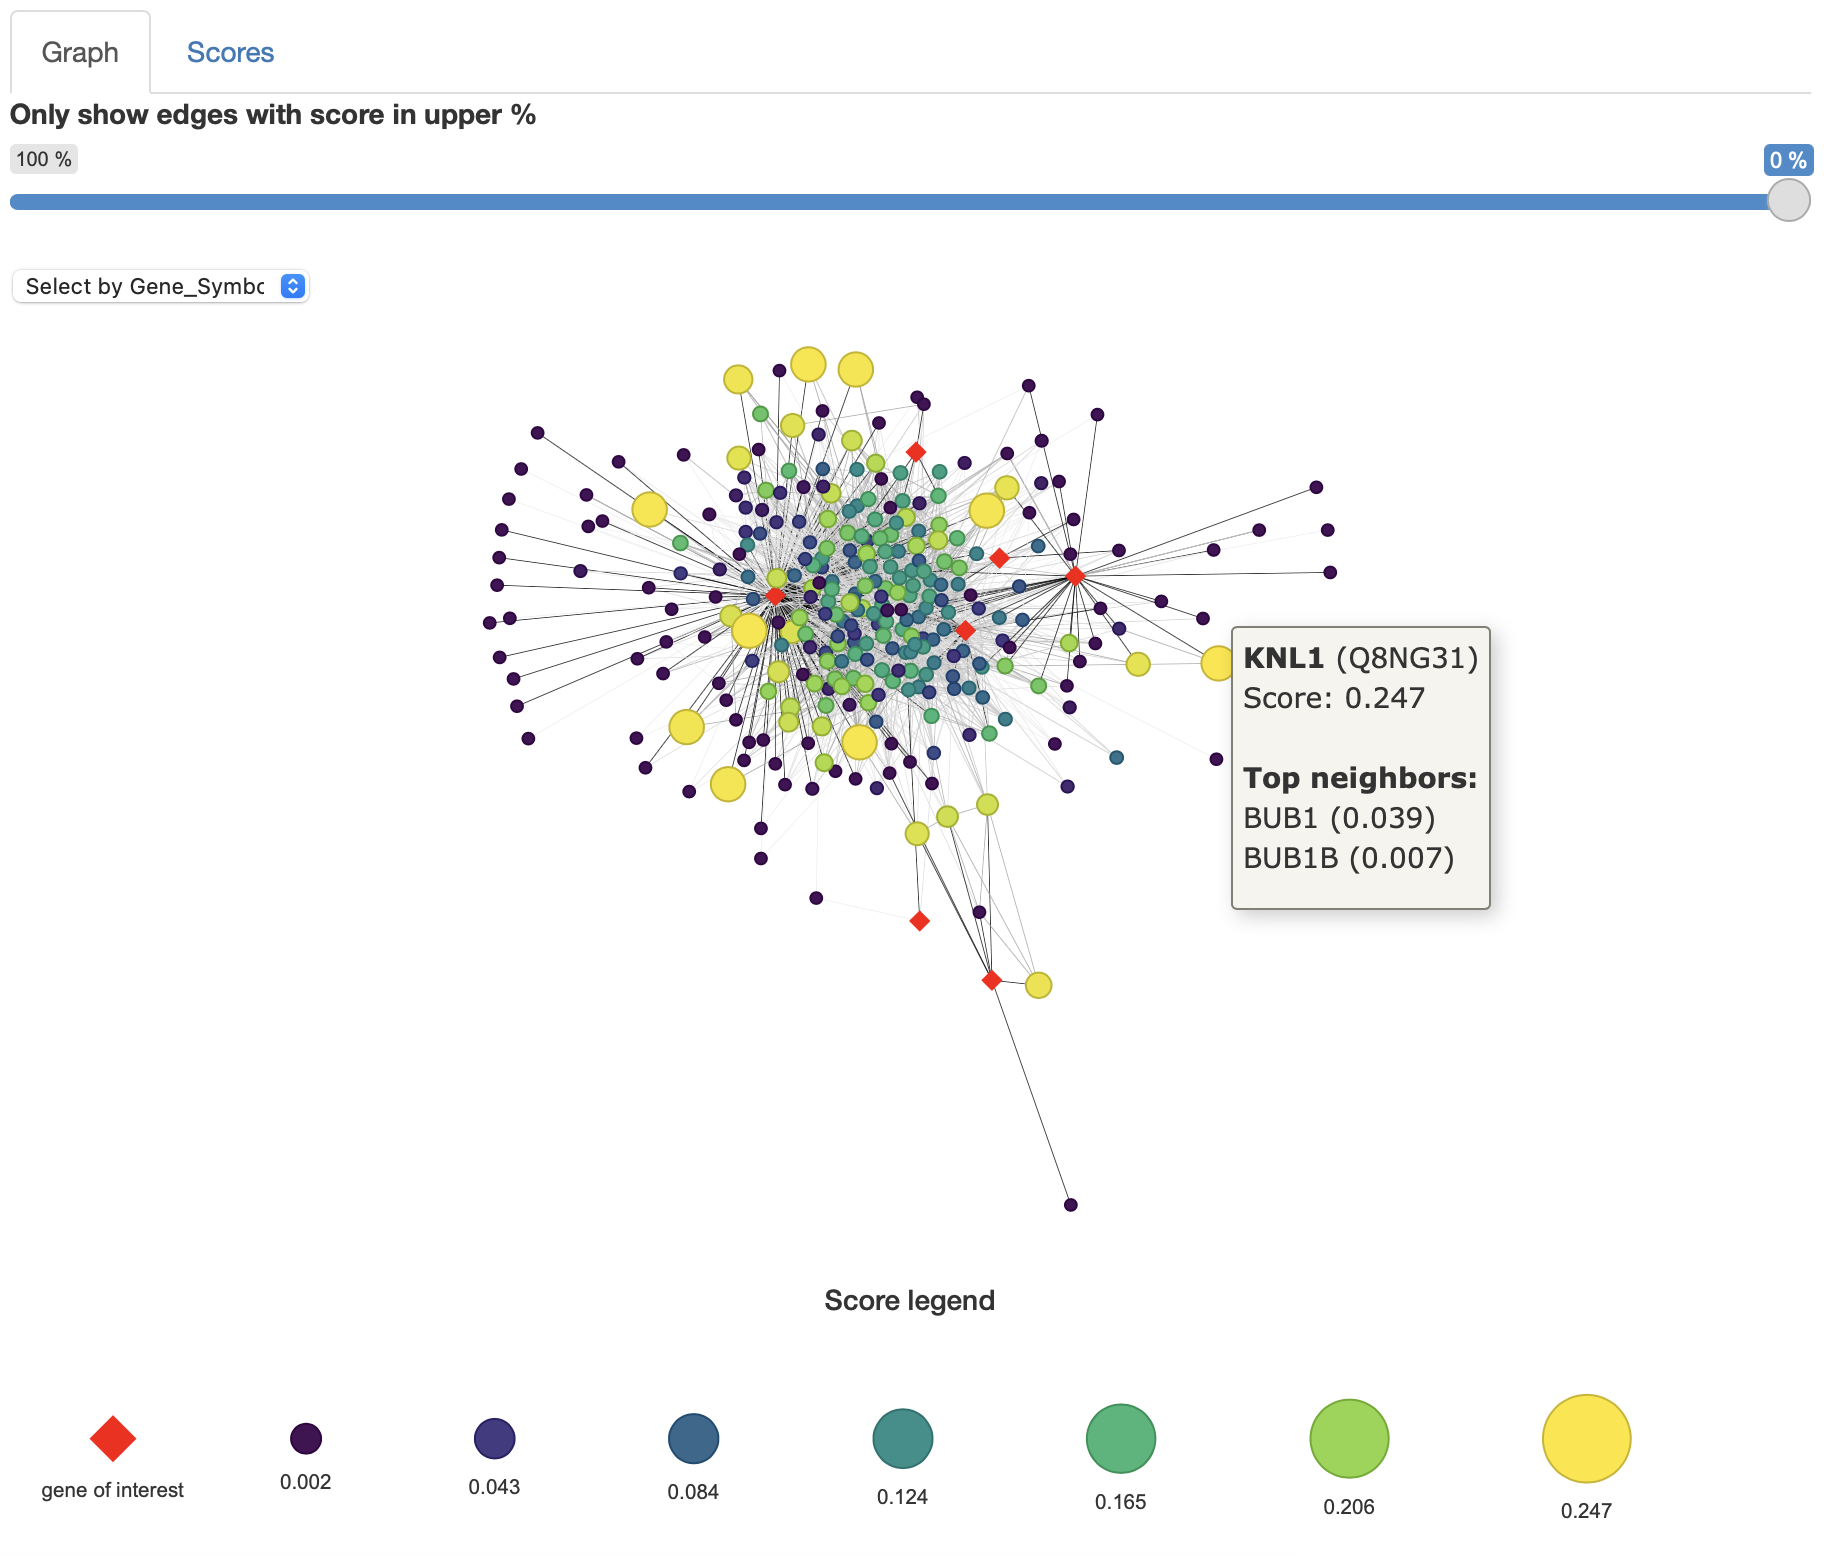 Graph
Scores
Only show edges with score in upper %
100 %
0 %
Select by Gene_Symbo
KNL1 (Q8NG31)
Score: 0.247
Top neighbors:
BUB1 (0.039)
BUB1B (0.007)
Score legend
gene of interest
0.002
0.043
0.084
0.124
0.165
0.206
0.247